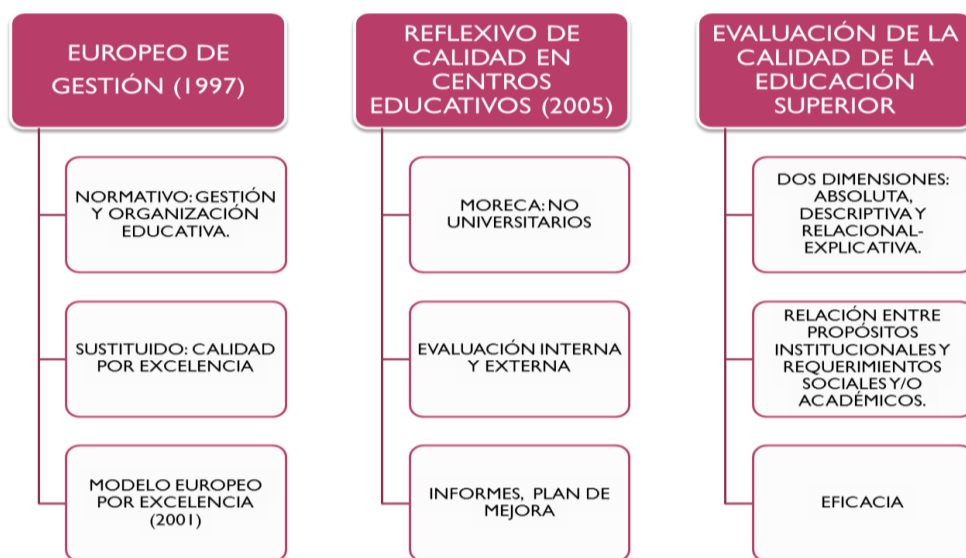 EUROPEO DE
GESTIÓN (1997)
NORMATIVO: GESTIÓN
Y ORGANIZACIÓN
EDUCATIVA.
SUSTITUIDO: CALIDAD
POR EXCELENCIA
MODELO EUROPEO
POR EXCELENCIA
(2001)
REFLEXIVO DE
CALIDAD EN
CENTROS
EDUCATIVOS (2005)
MORECA: NO
UNIVERSITARIOS
EVALUACIÓN INTERNA
Y EXTERNA
INFORMES, PLAN DE
MEJORA
EVALUACIÓN DE LA
CALIDAD DE LA
EDUCACIÓN
SUPERIOR
DOS DIMENSIONES:
ABSOLUTA,
DESCRIPTIVA Y
RELACIONAL-
EXPLICATIVA.
RELACIÓN ENTRE
PROPÓSITOS
INSTITUCIONALES Y
REQUERIMIENTOS
SOCIALES Y/O
ACADÉMICOS.
EFICACIA